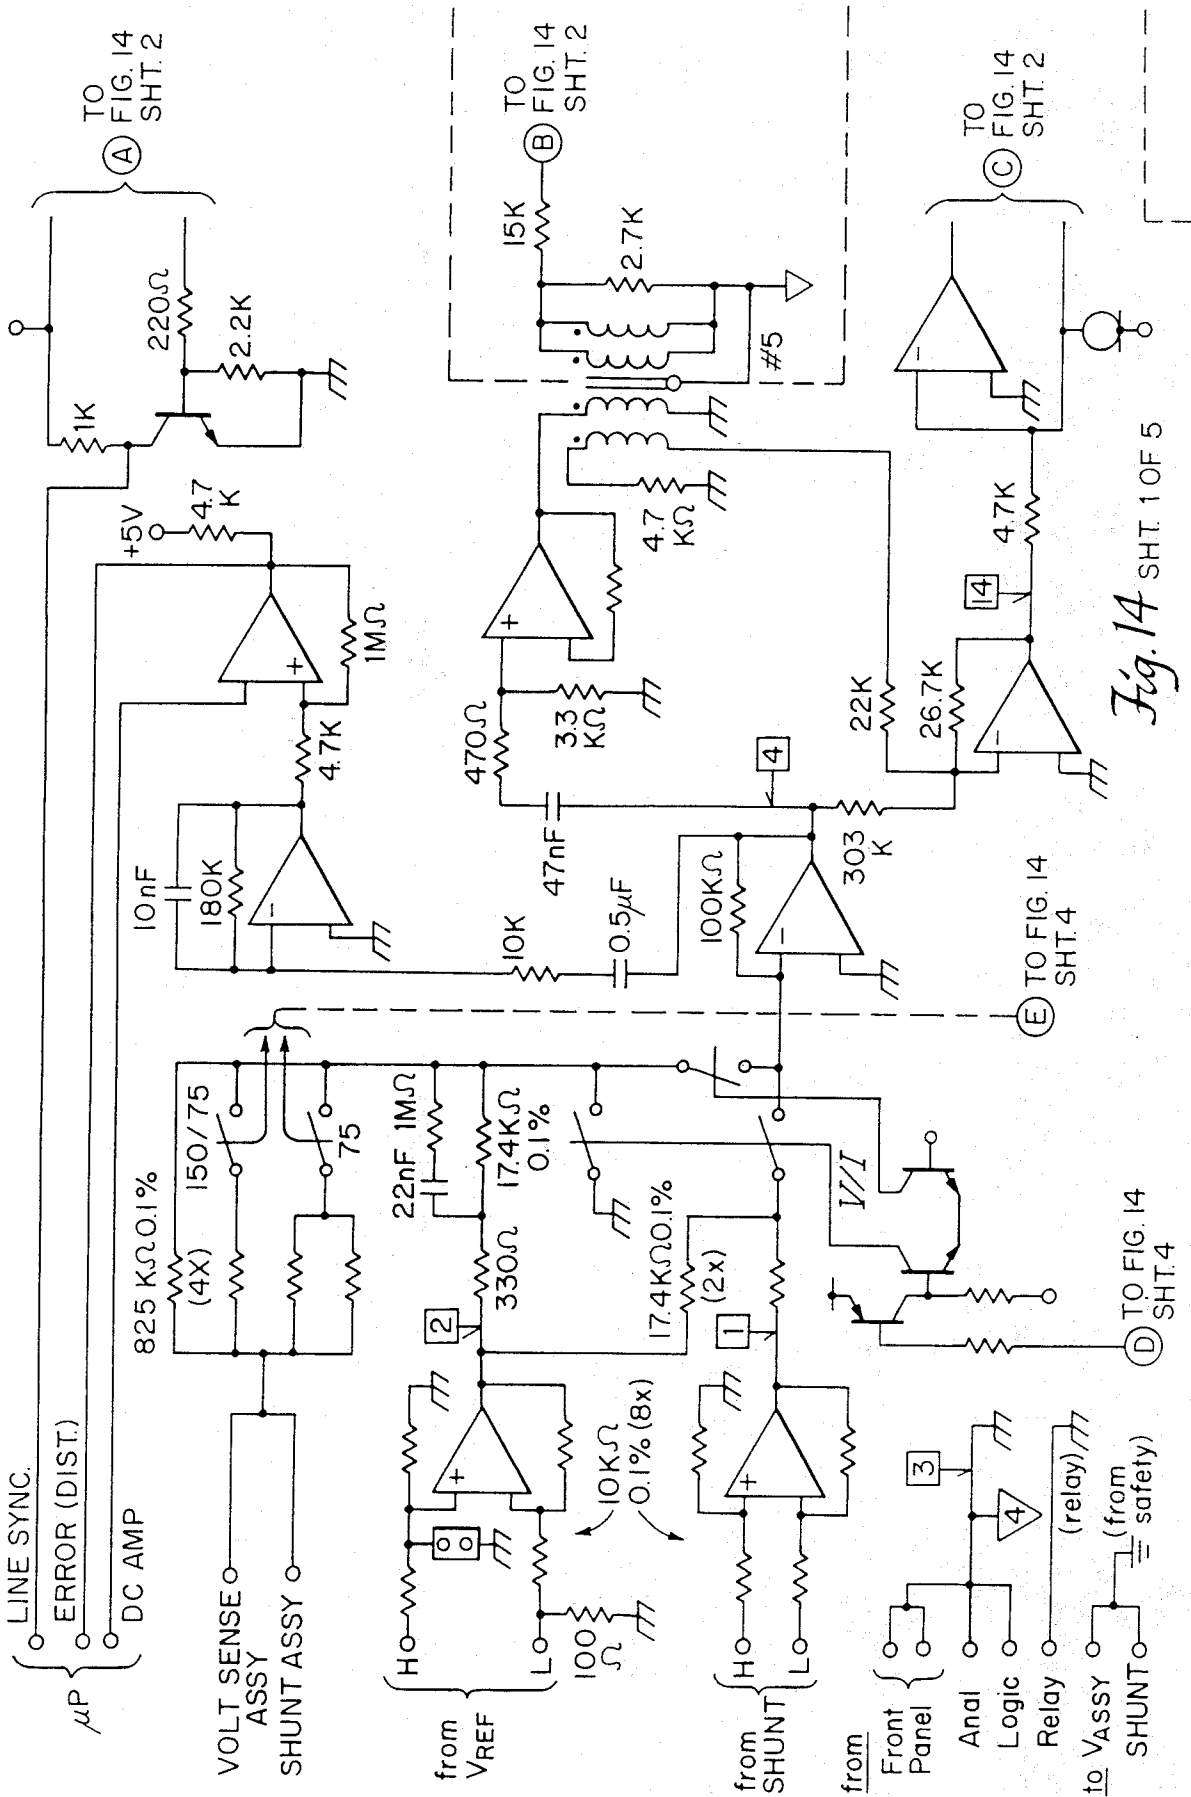 LINE SYNC.
ERROR (DIST.)
DC AMP
μP
VOLT SENSE
ASSY
SHUNT ASSY
A
TO
FIG. 14
SHT. 2
1K
220Ω
2.2K
+5V
4.7
K
1MΩ
+
4.7K
10nF
180K
-
10K
0.5μF
825 KΩ 0.1%
(4X)
150/75
75
22nF
1MΩ
17.4KΩ
0.1%
330Ω
2
H
L
from
VREF
100
Ω
+
10KΩ
0.1% (8x)
17.4KΩ 0.1%
(2x)
1
H
L
from
SHUNT
+
V/I
D
TO FIG. 14
SHT. 4
E
TO FIG. 14
SHT. 4
100KΩ
-
47nF
470Ω
3.3
KΩ
+
4
303
K
4.7
KΩ
22K
26.7K
-
14
4.7K
-
#5
15K
2.7K
B
TO
FIG. 14
SHT. 2
C
TO
FIG. 14
SHT. 2
from
Front
Panel
Anal
Logic
Relay
to VASSY
SHUNT
3
4
(relay)
(from
safety)
Fig. 14 SHT. 1 OF 5